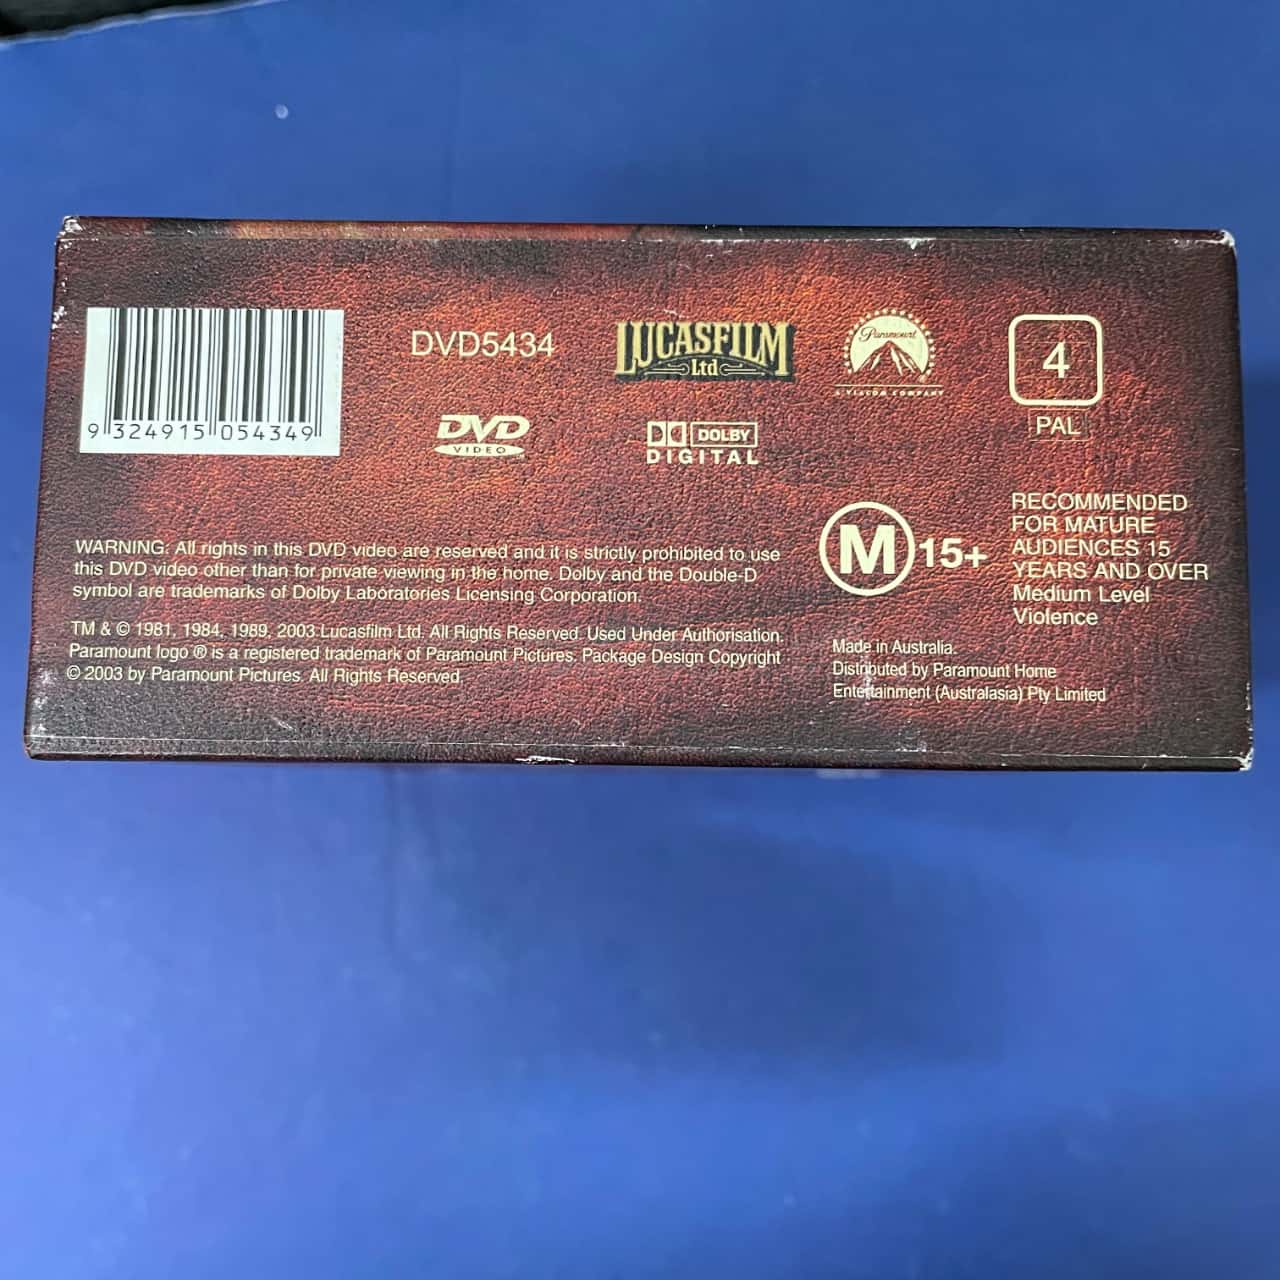 9 324915 054349
DVD5434
LUCASFILM
Ltd
Paramount
A VIACOM COMPANY
4
PAL
DVD
VIDEO
DOLBY
DIGITAL
M 15+
RECOMMENDED
FOR MATURE
AUDIENCES 15
YEARS AND OVER
Medium Level
Violence
WARNING: All rights in this DVD video are reserved and it is strictly prohibited to use
this DVD video other than for private viewing in the home. Dolby and the Double-D
symbol are trademarks of Dolby Laboratories Licensing Corporation.
TM & © 1981, 1984, 1989, 2003 Lucasfilm Ltd. All Rights Reserved. Used Under Authorisation.
Paramount logo ® is a registered trademark of Paramount Pictures. Package Design Copyright
© 2003 by Paramount Pictures. All Rights Reserved.
Made in Australia.
Distributed by Paramount Home
Entertainment (Australasia) Pty Limited